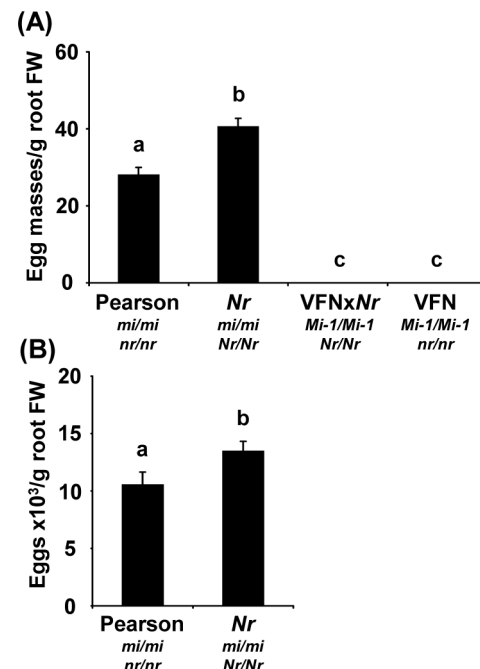 (A)
Egg masses/g root FW
60
40
20
0
a
b
c
c
Pearson Nr VFNxNr VFN
mi/mi mi/mi Mi-1/Mi-1 Mi-1/Mi-1
nr/nr Nr/Nr Nr/Nr nr/nr
(B)
Eggs x10³/g root FW
20
15
10
5
0
a
b
Pearson Nr
mi/mi mi/mi
nr/nr Nr/Nr